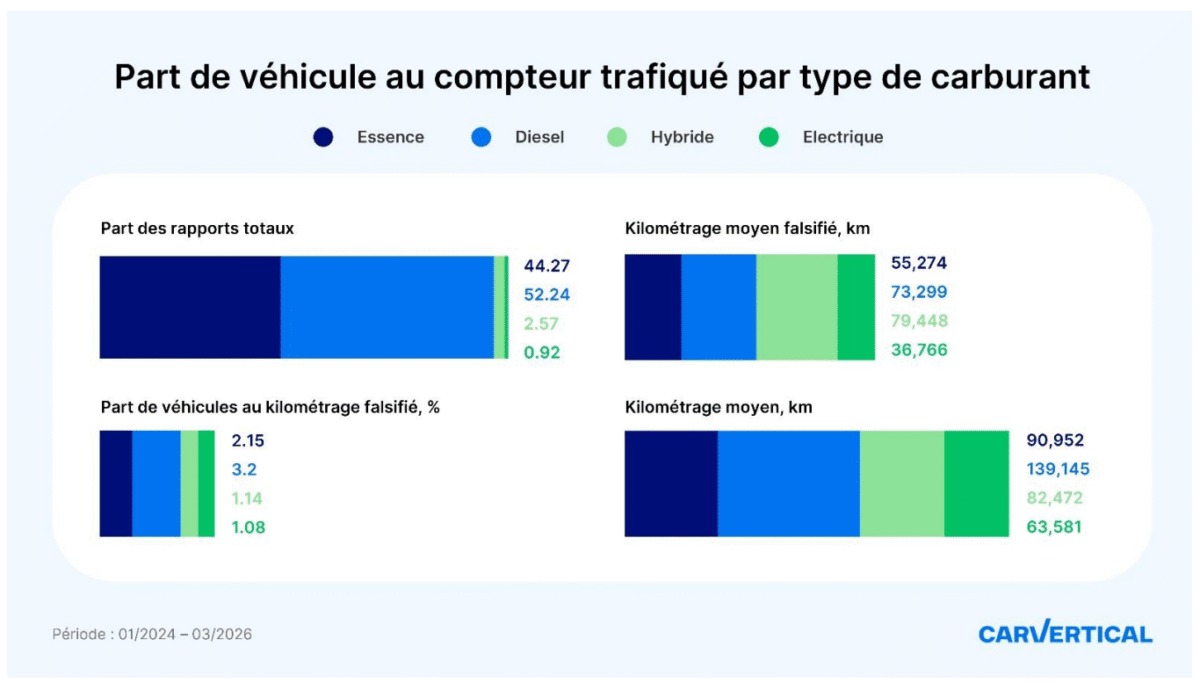 Part de véhicule au compteur trafiqué par type de carburant
Essence Diesel Hybride Electrique
Part des rapports totaux
44.27
52.24
2.57
0.92
Kilométrage moyen falsifié, km
55,274
73,299
79,448
36,766
Part de véhicules au kilométrage falsifié, %
2.15
3.2
1.14
1.08
Kilométrage moyen, km
90,952
139,145
82,472
63,581
Période : 01/2024 – 03/2026
CARVERTICAL